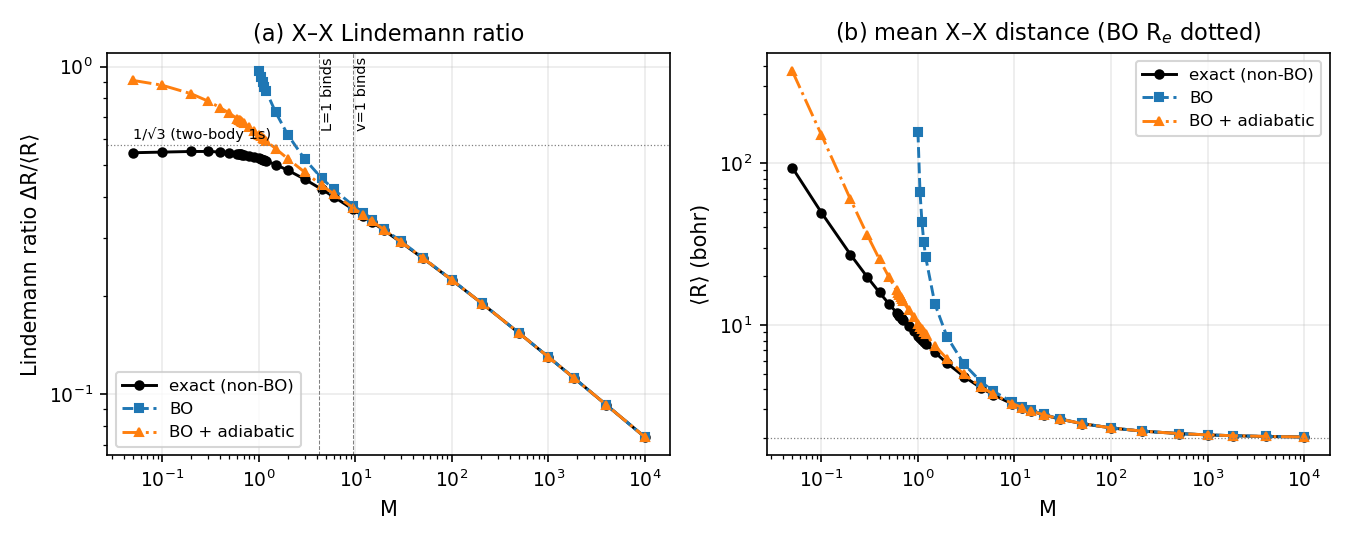 (a) X–X Lindemann ratio
Lindemann ratio ΔR/⟨R⟩
10⁰
10⁻¹
1/√3 (two-body 1s)
L=1 binds
v=1 binds
exact (non-BO)
BO
BO + adiabatic
10⁻¹ 10⁰ 10¹ 10² 10³ 10⁴
M
(b) mean X–X distance (BO Rₑ dotted)
⟨R⟩ (bohr)
10²
10¹
exact (non-BO)
BO
BO + adiabatic
10⁻¹ 10⁰ 10¹ 10² 10³ 10⁴
M